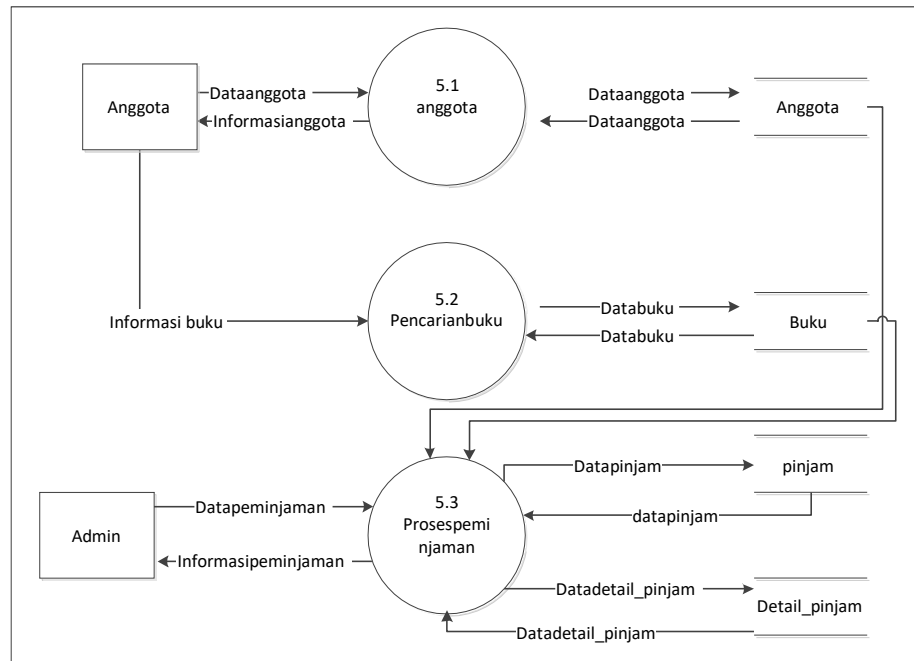 5.1
anggota
Anggota
Dataanggota
Informasianggota
Dataanggota
Dataanggota
Anggota
5.2
Pencarianbuku
Informasi buku
Databuku
Databuku
Buku
5.3
Prosespemi
njaman
Admin
Datapeminjaman
Informasipeminjaman
Datapinjam
datapinjam
pinjam
Datadetail_pinjam
Datadetail_pinjam
Detail_pinjam